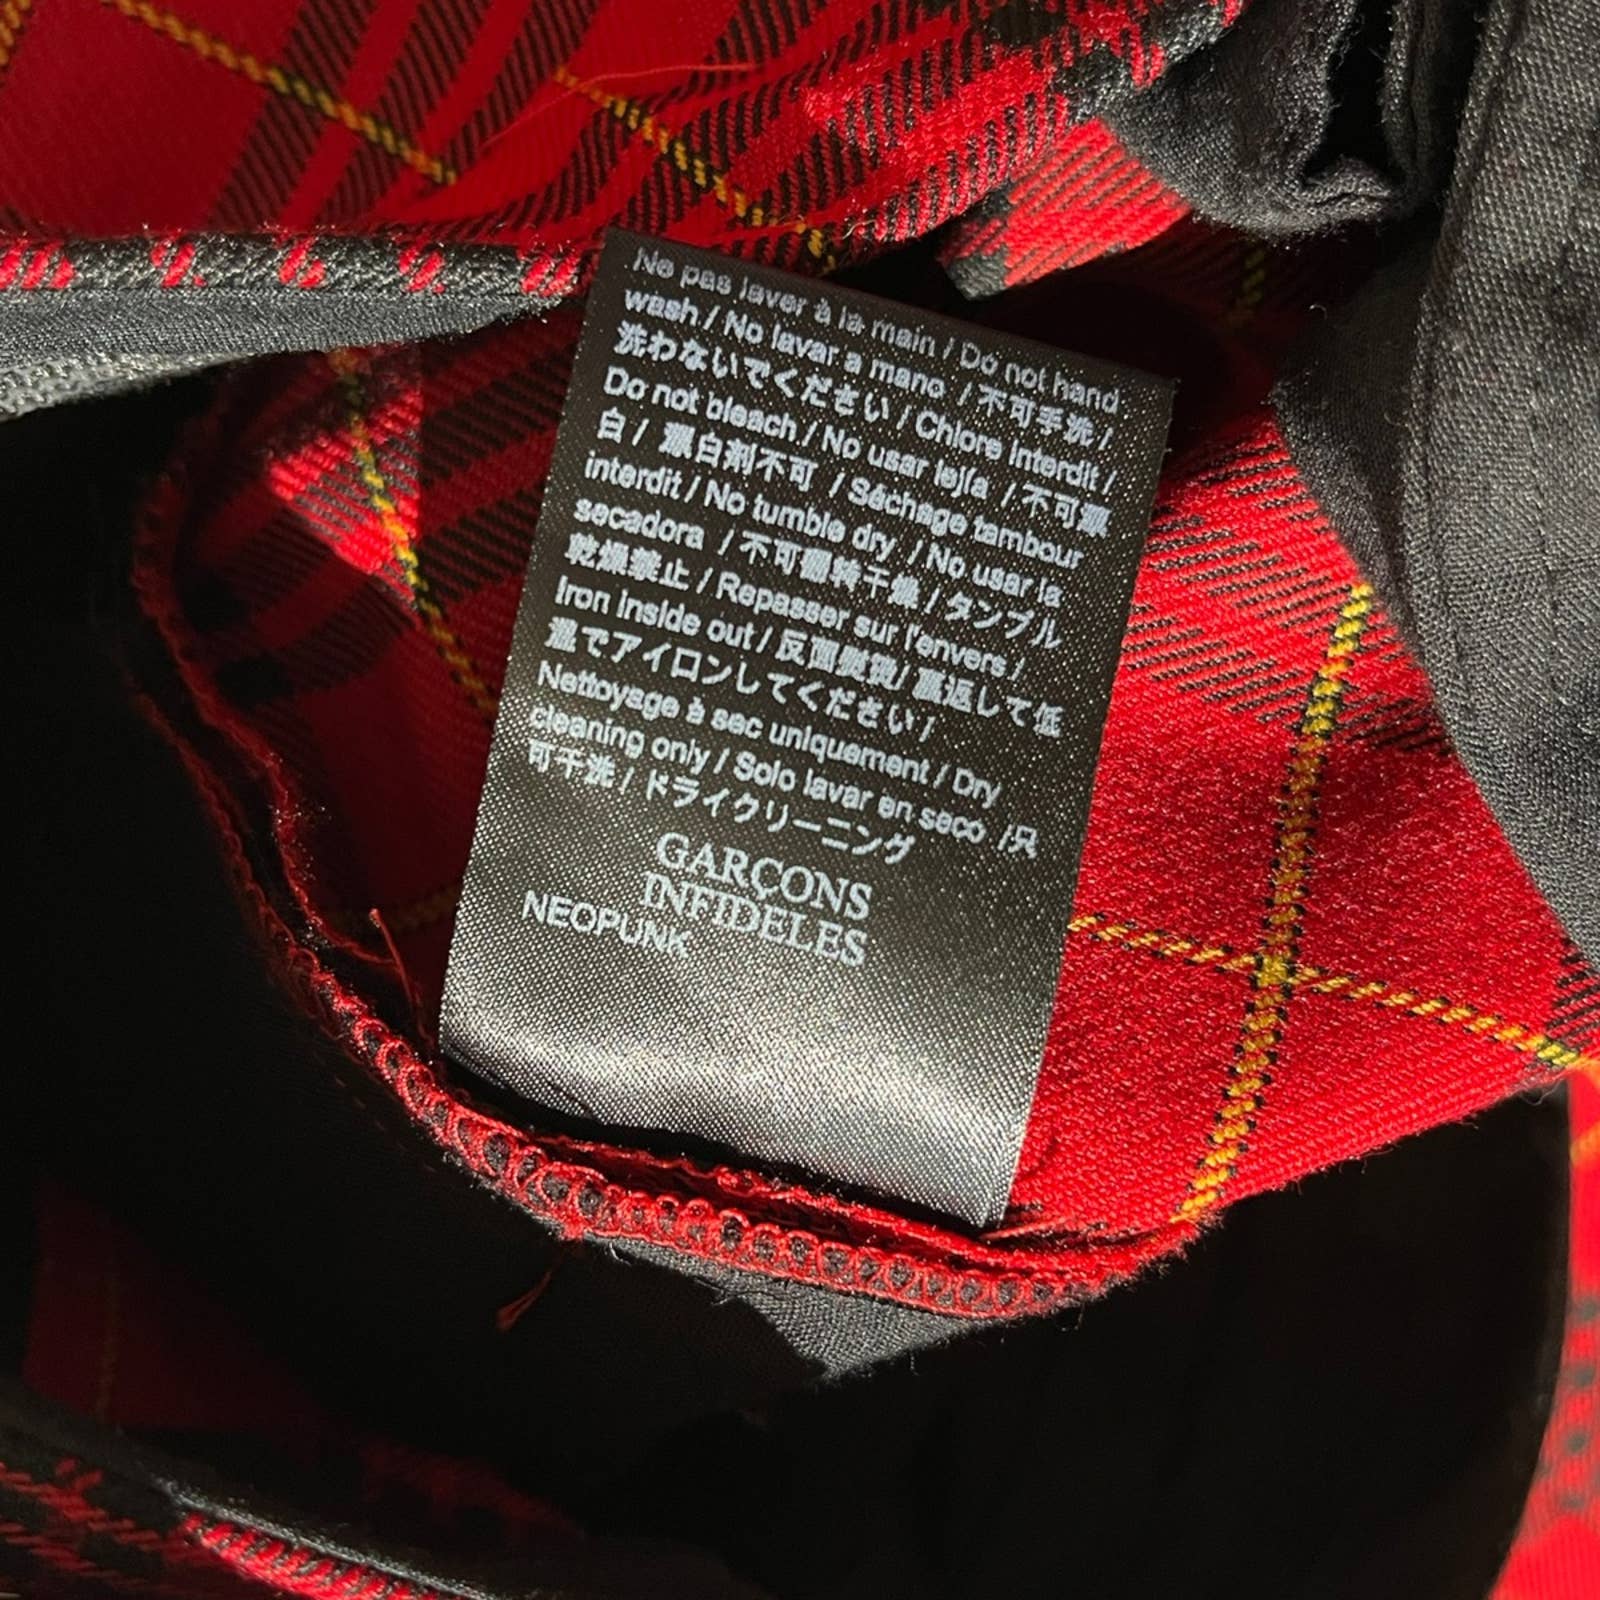 Ne pas laver à la main / Do not hand
wash / No lavar a mano / 不可手洗 /
洗わないでください / Chlore interdit /
Do not bleach / No usar lejía / 不可漂
白 / 漂白剤不可 / Séchage tambour
interdit / No tumble dry / No usar la
secadora / 不可翻转干燥 / タンブル
乾燥禁止 / Repasser sur l'envers /
Iron inside out / 反面熨烫 / 裏返して低
温でアイロンしてください /
Nettoyage à sec uniquement / Dry
cleaning only / Solo lavar en seco / 只
可干洗 / ドライクリーニング
GARÇONS
INFIDELES
NEOPUNK